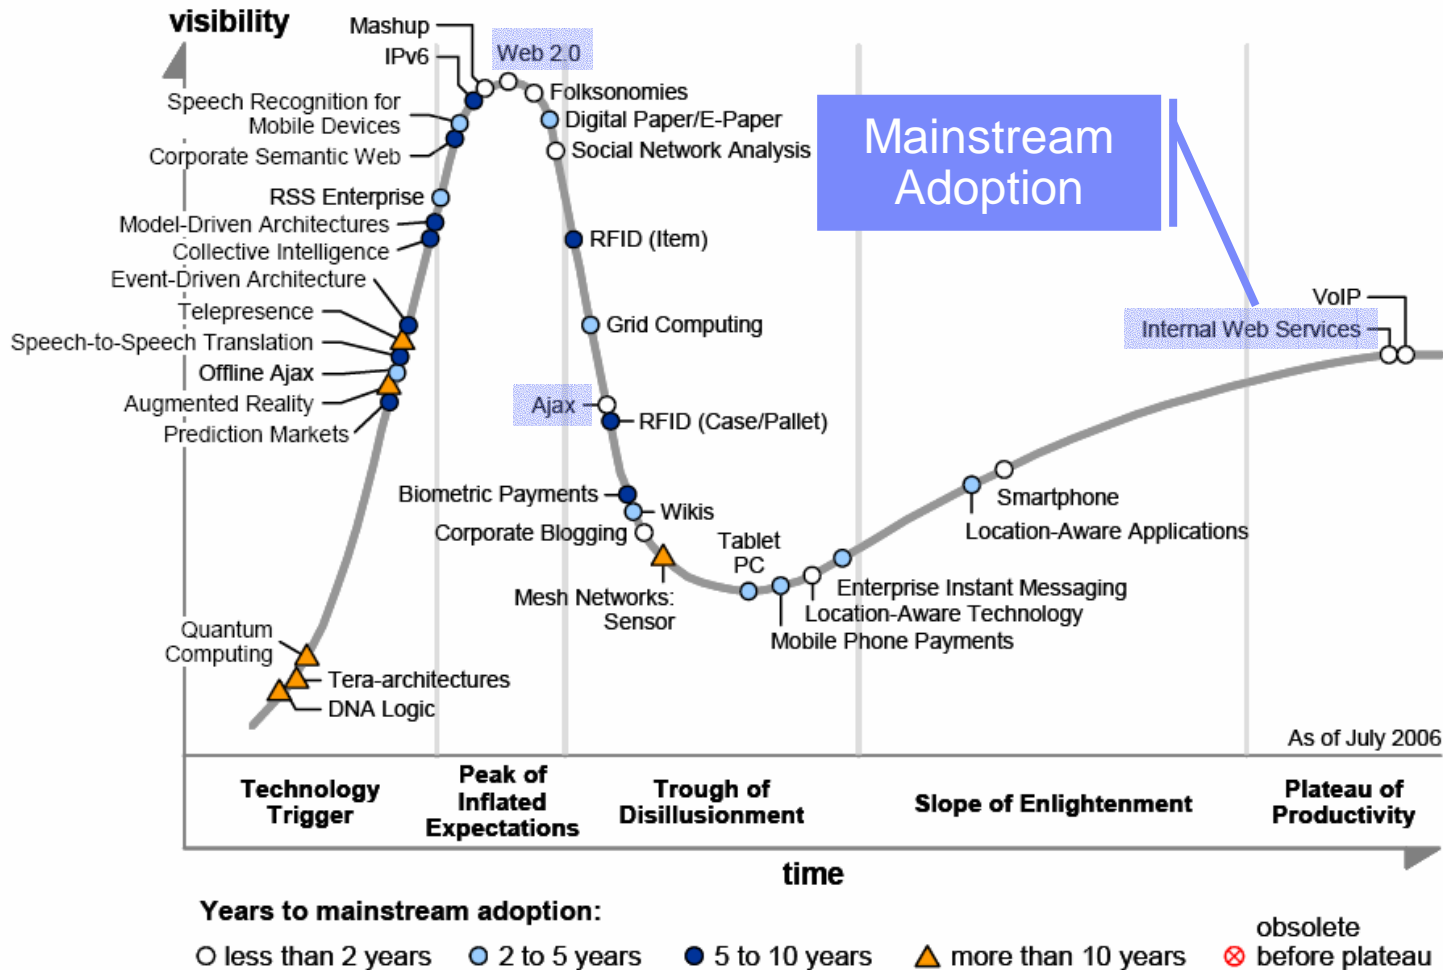 visibility
Mashup
IPv6
Web 2.0
Speech Recognition for
Mobile Devices
Corporate Semantic Web
RSS Enterprise
Model-Driven Architectures
Collective Intelligence
Event-Driven Architecture
Telepresence
Speech-to-Speech Translation
Offline Ajax
Augmented Reality
Prediction Markets
Quantum
Computing
Tera-architectures
DNA Logic
Folksonomies
Digital Paper/E-Paper
Social Network Analysis
RFID (Item)
Grid Computing
Ajax
RFID (Case/Pallet)
Biometric Payments
Wikis
Corporate Blogging
Mesh Networks:
Sensor
Tablet
PC
Enterprise Instant Messaging
Location-Aware Technology
Mobile Phone Payments
Mainstream
Adoption
Smartphone
Location-Aware Applications
VoIP
Internal Web Services
As of July 2006
Technology
Trigger
Peak of
Inflated
Expectations
Trough of
Disillusionment
Slope of Enlightenment
Plateau of
Productivity
time
Years to mainstream adoption:
less than 2 years
2 to 5 years
5 to 10 years
more than 10 years
obsolete
before plateau